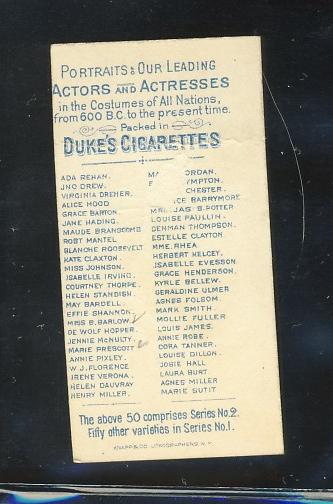 PORTRAITS & OUR LEADING
ACTORS AND ACTRESSES
in the Costumes of All Nations,
from 600 B.C. to the present time.
Packed in
DUKE'S CIGARETTES
ADA REHAN.
JNO DREW.
VIRGINIA DREHER.
ALICE HOOD
GRACE BARTON.
JANE HADING.
MAUDE BRANSCOMB
ROBT MANTEL
BLANCHE ROOSEVELT
KATE CLAXTON.
MISS JOHNSON.
ISABELLE IRVING.
COURTNEY THORPE.
HELEN STANDISH
MAY BARDELL.
EFFIE SHANNON.
MISS B. BARLOW.
DE WOLF HOPPER.
JENNIE MCNULTY.
MARIE PRESCOTT
ANNIE PIXLEY.
W. J. FLORENCE
IRENE VERONA.
HELEN DAUVRAY
HENRY MILLER.
ORDAN.
YMPTON.
CHESTER.
CE BARRYMORE
MRS. JAS. B. POTTER
LOUISE PAULLIN.
DENMAN THOMPSON.
ESTELLE CLAYTON.
MME. RHEA.
HERBERT KELCEY.
ISABELLE EVESSON
GRACE HENDERSON.
KYRLE BELLEW.
GERALDINE ULMER
AGNES FOLSOM.
MARK SMITH.
MOLLIE FULLER.
LOUIS JAMES.
ANNIE ROBE.
CORA TANNER.
LOUISE DILLON.
JOSIE HALL
LAURA BURT
AGNES MILLER
MARIE SUTIT
The above 50 comprises Series No. 2.
Fifty other varieties in Series No. 1.
KNAPP & CO. LITHOGRAPHERS, N.Y.